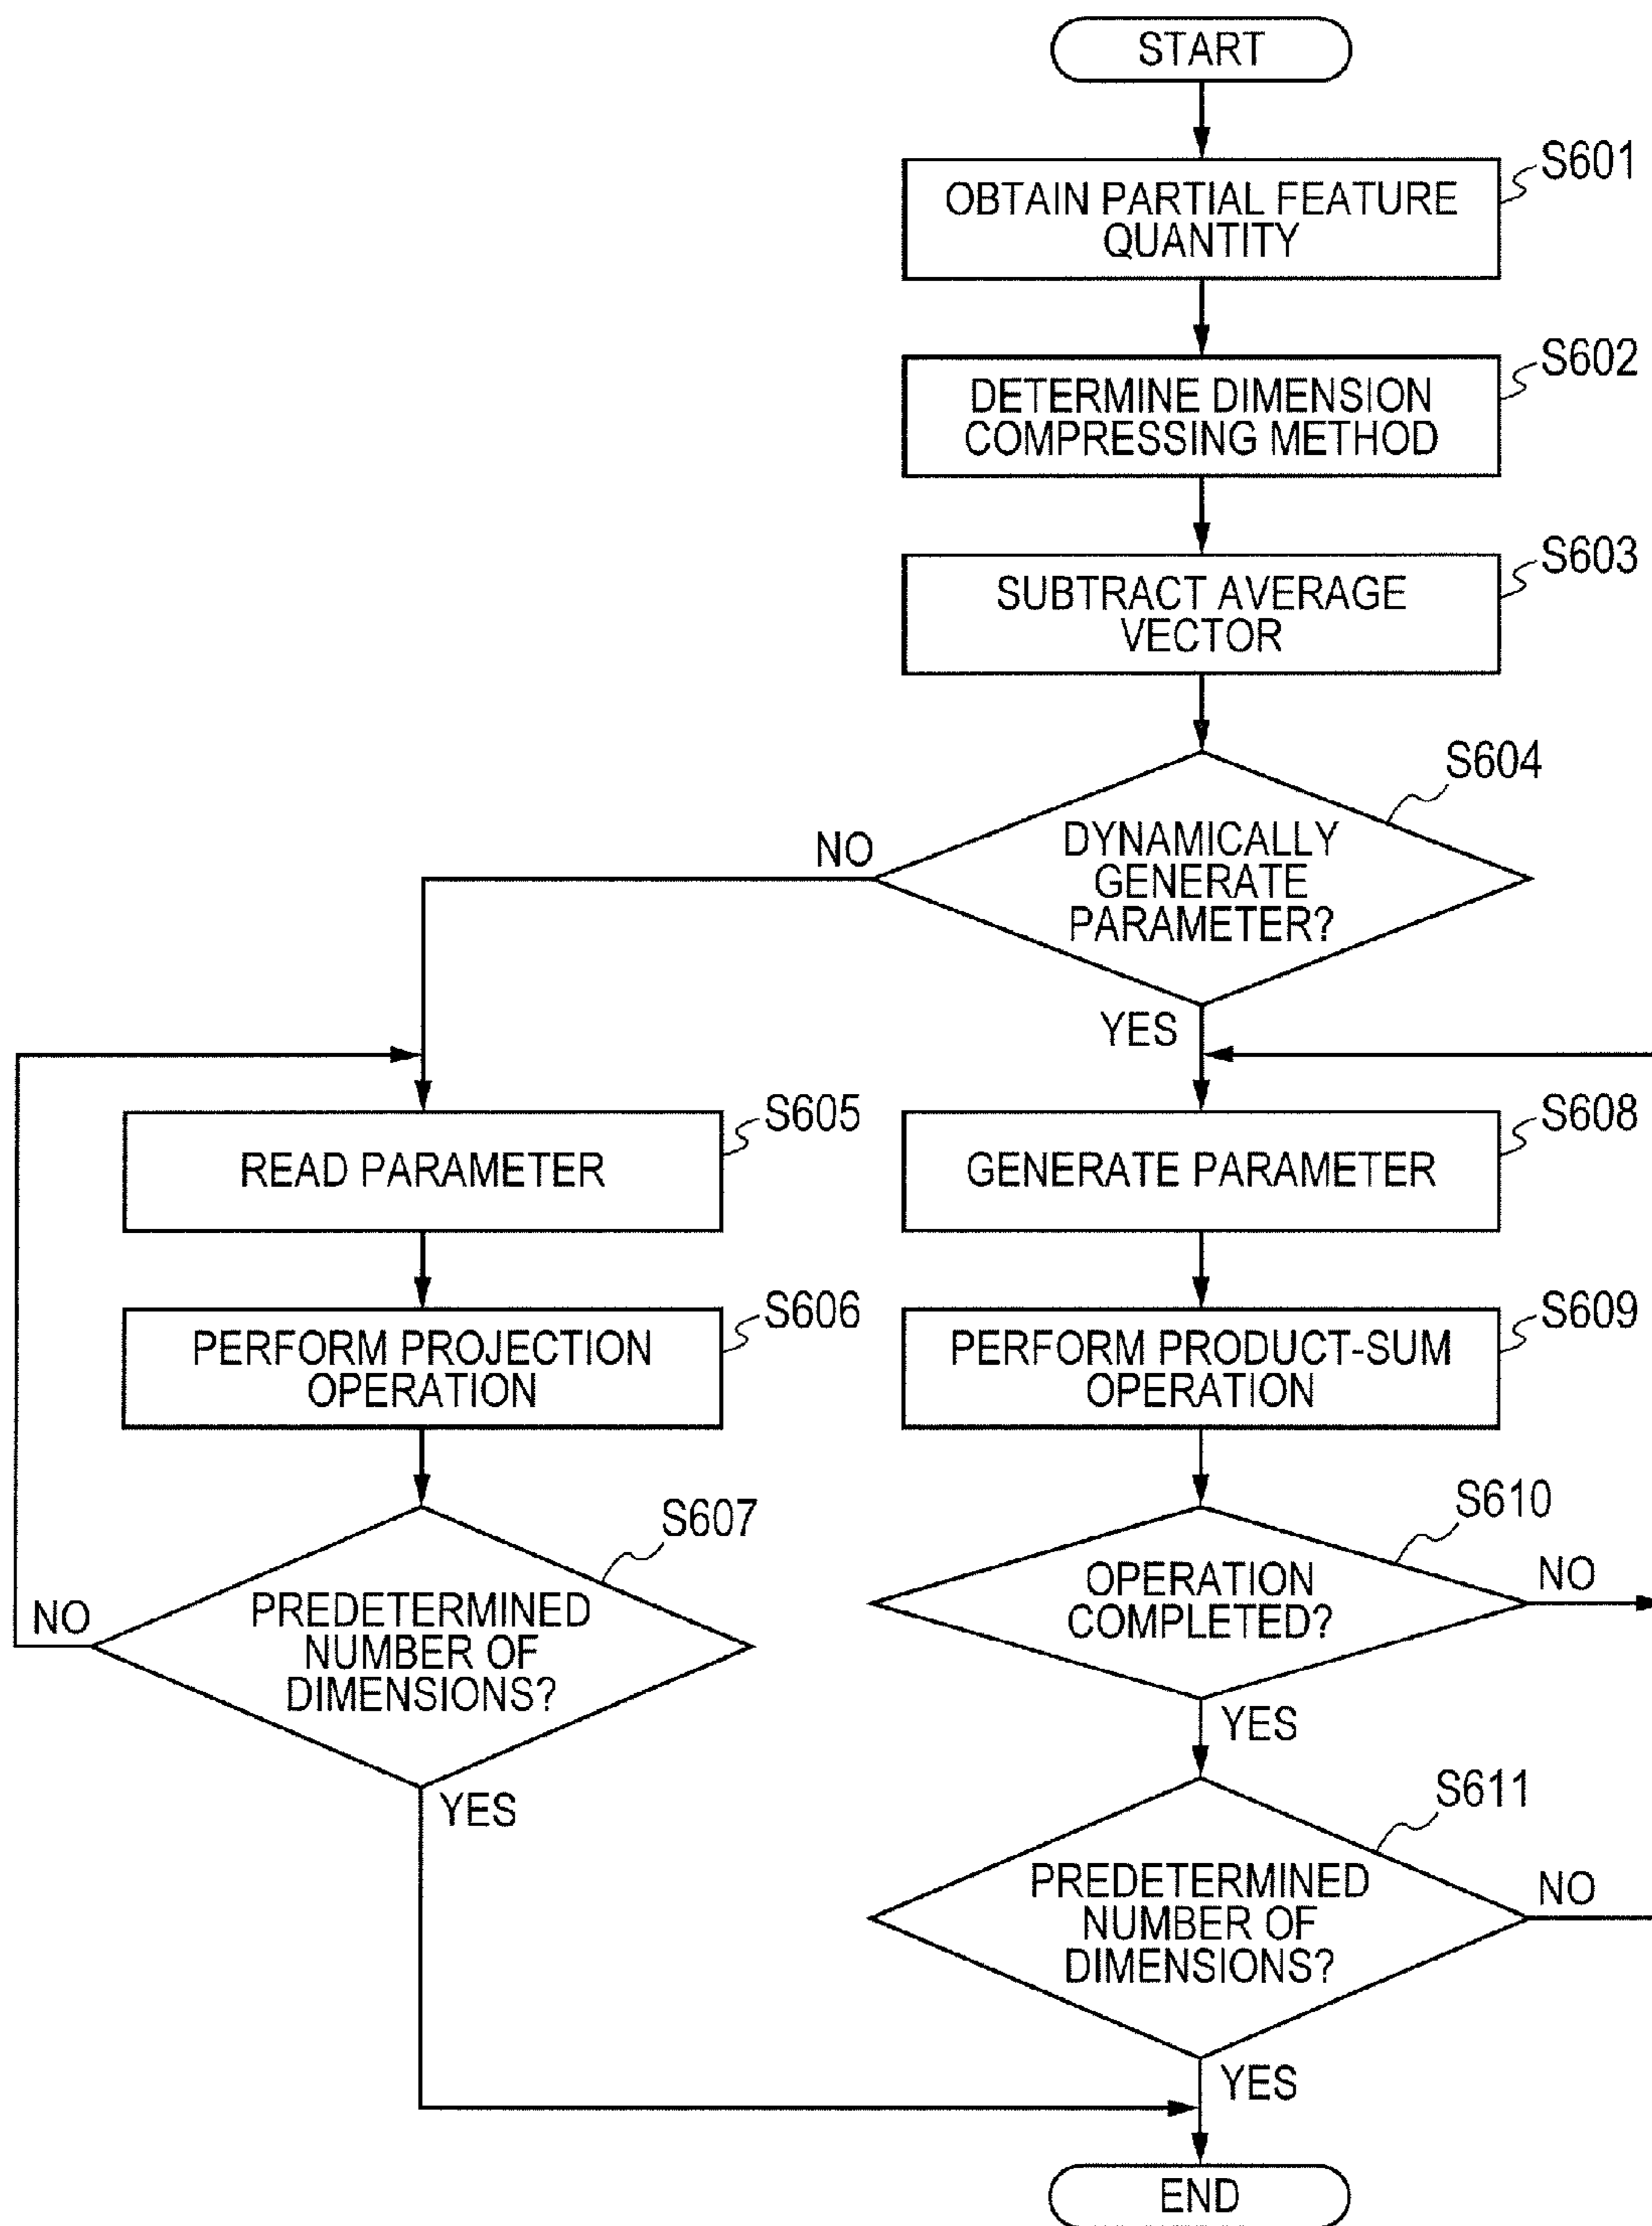 START
S601
OBTAIN PARTIAL FEATURE
QUANTITY
S602
DETERMINE DIMENSION
COMPRESSING METHOD
S603
SUBTRACT AVERAGE
VECTOR
S604
DYNAMICALLY
GENERATE
PARAMETER?
NO
YES
S605
READ PARAMETER
S606
PERFORM PROJECTION
OPERATION
S607
PREDETERMINED
NUMBER OF
DIMENSIONS?
NO
YES
S608
GENERATE PARAMETER
S609
PERFORM PRODUCT-SUM
OPERATION
S610
OPERATION
COMPLETED?
NO
YES
S611
PREDETERMINED
NUMBER OF
DIMENSIONS?
NO
YES
END